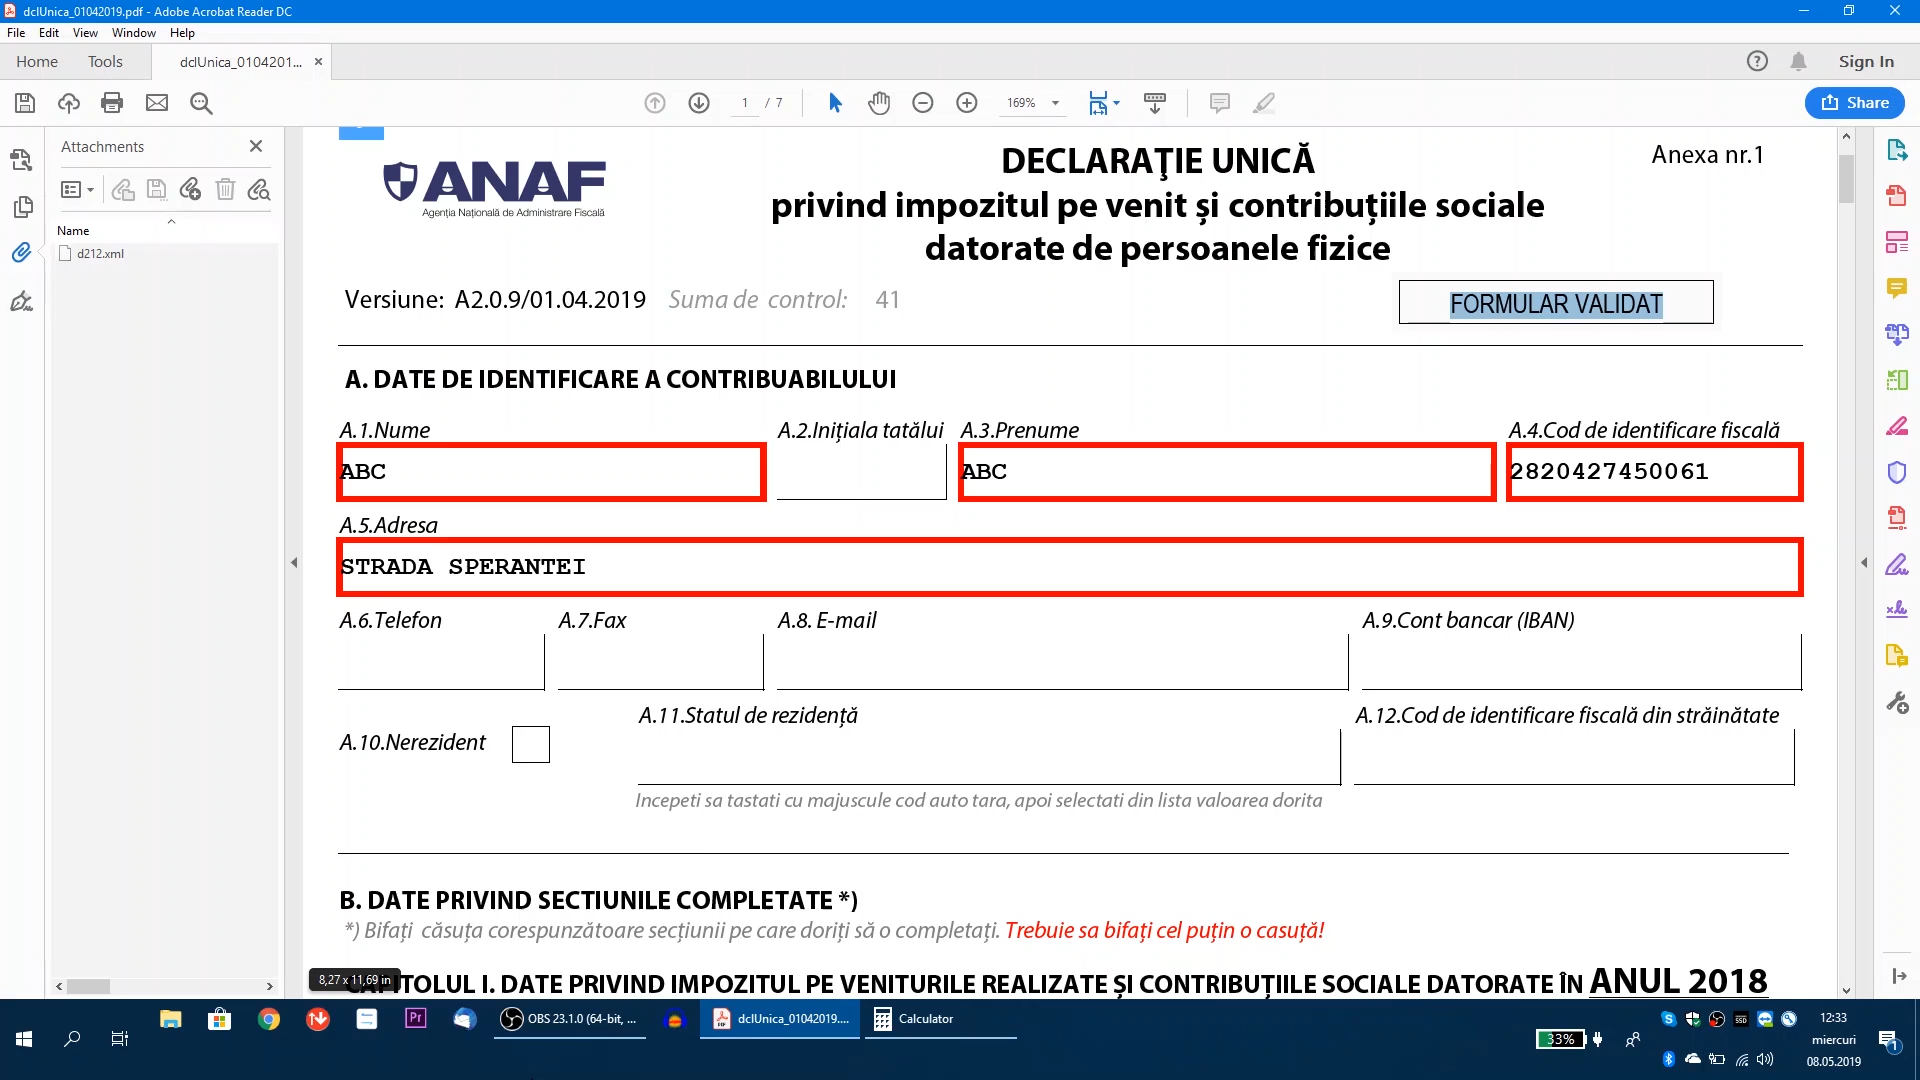 dclUnica_01042019.pdf - Adobe Acrobat Reader DC
File Edit View Window Help
Home Tools dclUnica_0104201... × Sign In
1 / 7 169% Share
Attachments
Name
d212.xml
ANAF
Agenția Națională de Administrare Fiscală
DECLARAŢIE UNICĂ
privind impozitul pe venit și contribuțiile sociale
datorate de persoanele fizice
Anexa nr.1
Versiune: A2.0.9/01.04.2019 Suma de control: 41
FORMULAR VALIDAT
A. DATE DE IDENTIFICARE A CONTRIBUABILULUI
A.1.Nume A.2.Inițiala tatălui A.3.Prenume A.4.Cod de identificare fiscală
ABC ABC 2820427450061
A.5.Adresa
STRADA SPERANTEI
A.6.Telefon A.7.Fax A.8. E-mail A.9.Cont bancar (IBAN)
A.10.Nerezident A.11.Statul de rezidență A.12.Cod de identificare fiscală din străinătate
Incepeti sa tastati cu majuscule cod auto tara, apoi selectati din lista valoarea dorita
B. DATE PRIVIND SECTIUNILE COMPLETATE *)
*) Bifați căsuța corespunzătoare secțiunii pe care doriți să o completați. Trebuie sa bifați cel puțin o casuță!
8,27 x 11,69 in
CAPITOLUL I. DATE PRIVIND IMPOZITUL PE VENITURILE REALIZATE ȘI CONTRIBUȚIILE SOCIALE DATORATE ÎN ANUL 2018
Pr OBS 23.1.0 (64-bit, ... dclUnica_01042019.... Calculator
33%
12:33
miercuri
08.05.2019
1